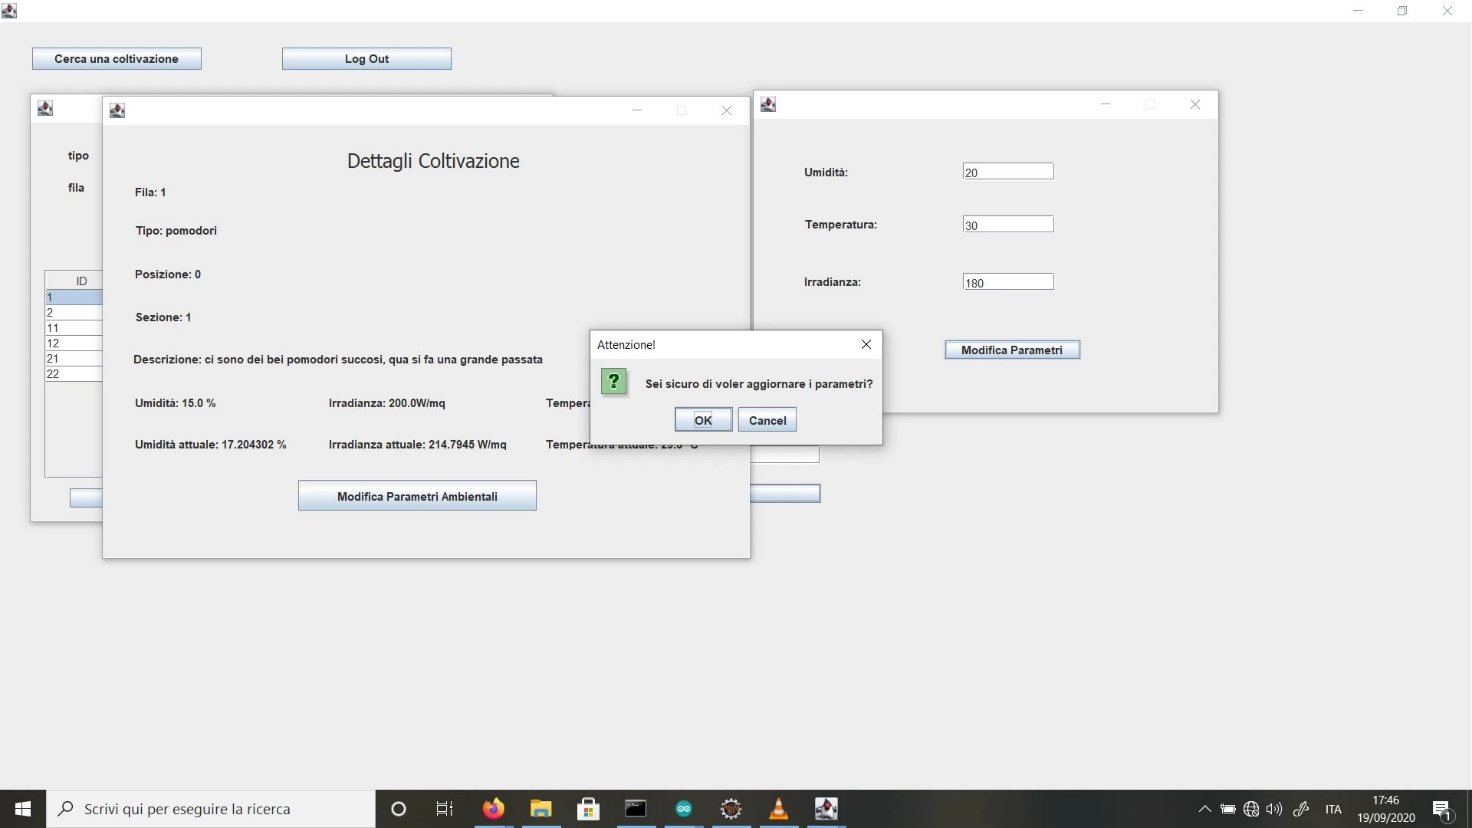 Cerca una coltivazione
Log Out
tipo
fila
ID
1
2
11
12
21
22
Dettagli Coltivazione
Fila: 1
Tipo: pomodori
Posizione: 0
Sezione: 1
Descrizione: ci sono dei bei pomodori succosi, qua si fa una grande passata
Umidità: 15.0 %
Irradianza: 200.0W/mq
Umidità attuale: 17.204302 %
Irradianza attuale: 214.7945 W/mq
Modifica Parametri Ambientali
Umidità:
20
Temperatura:
30
Irradianza:
180
Modifica Parametri
Attenzione!
?
Sei sicuro di voler aggiornare i parametri?
OK
Cancel
Scrivi qui per eseguire la ricerca
ITA
17:46
19/09/2020
1